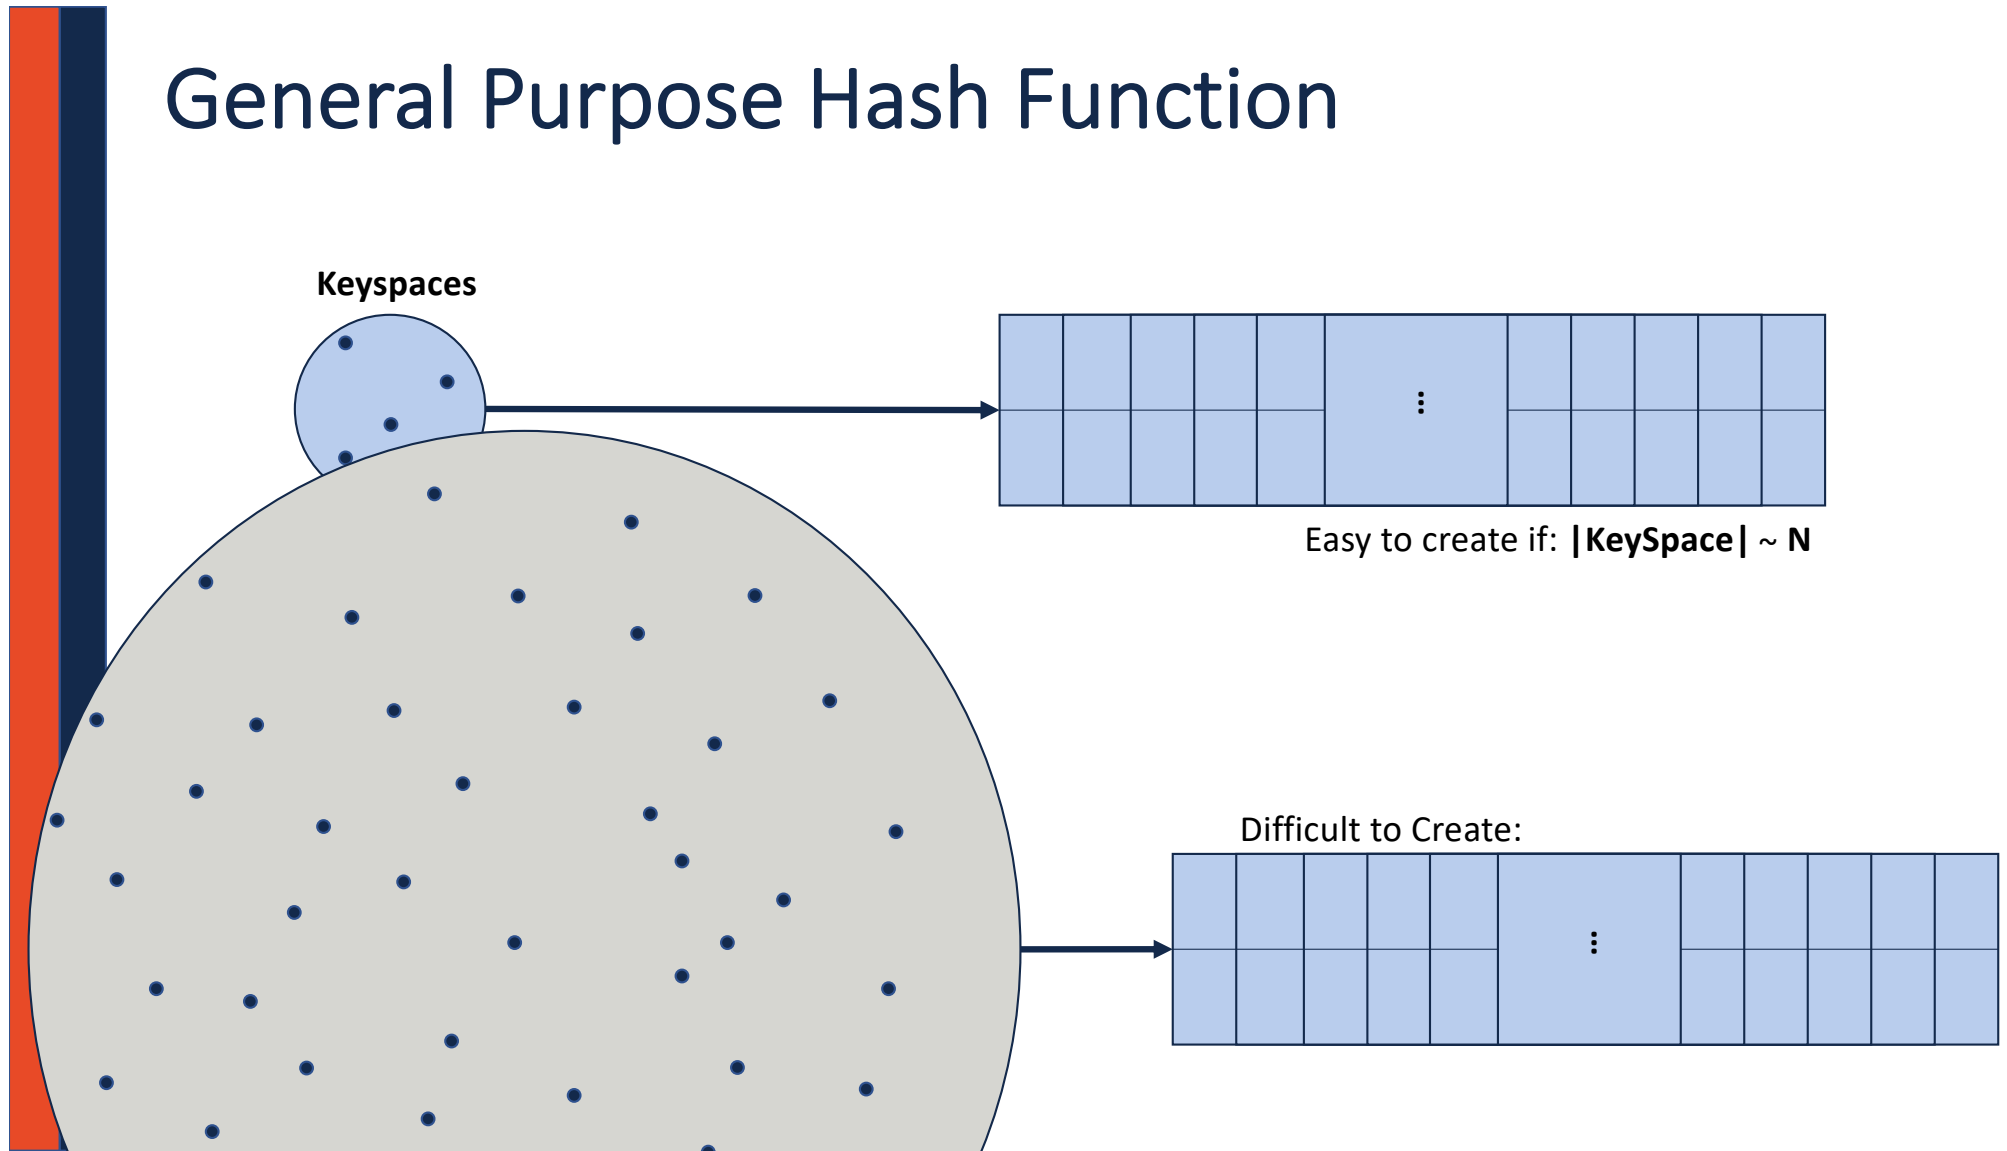 General Purpose Hash Function
Keyspaces
⋮
Easy to create if: |KeySpace| ~ N
Difficult to Create:
⋮